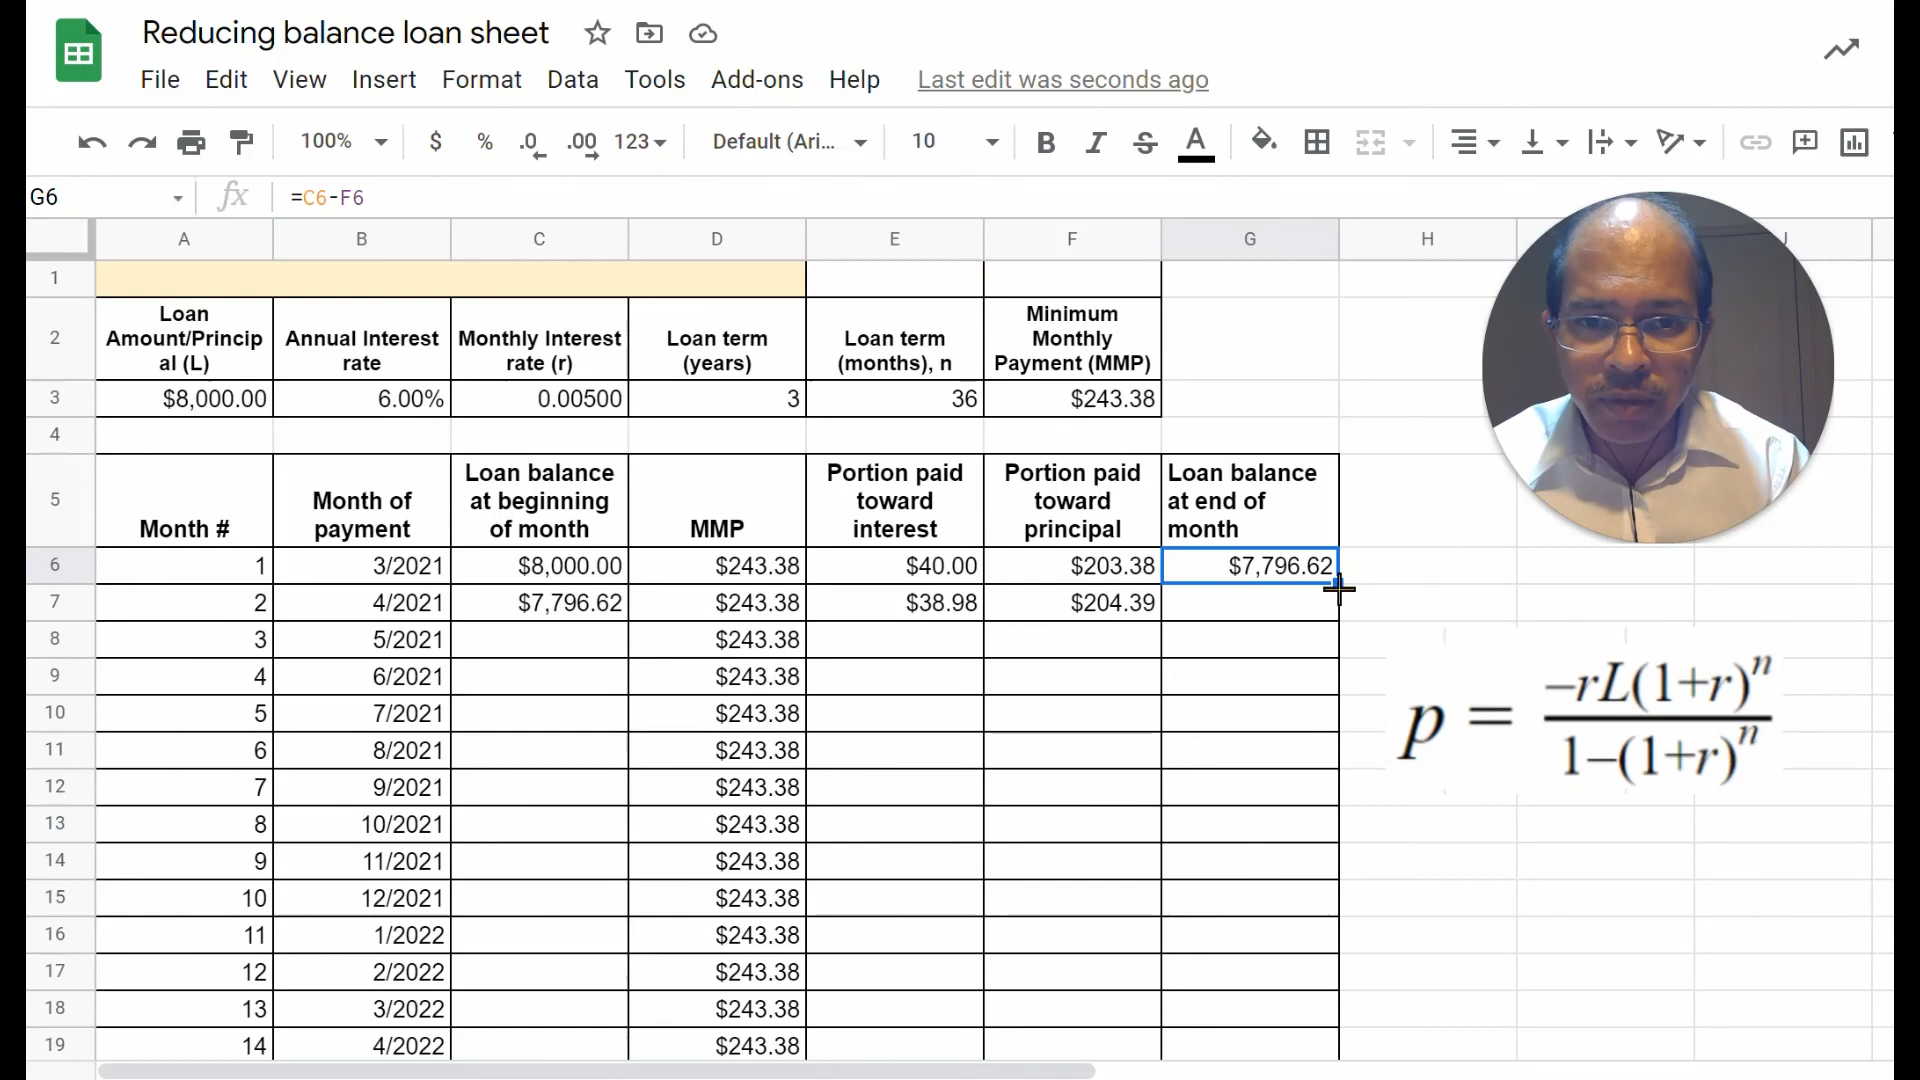 Reducing balance loan sheet
File Edit View Insert Format Data Tools Add-ons Help Last edit was seconds ago
100% $ % .0 .00 123 Default (Ari... 10 B I S A
G6 fx =C6-F6
A B C D E F G H J
1
2 Loan Amount/Princip al (L) Annual Interest rate Monthly Interest rate (r) Loan term (years) Loan term (months), n Minimum Monthly Payment (MMP)
3 $8,000.00 6.00% 0.00500 3 36 $243.38
4
5 Month # Month of payment Loan balance at beginning of month MMP Portion paid toward interest Portion paid toward principal Loan balance at end of month
6 1 3/2021 $8,000.00 $243.38 $40.00 $203.38 $7,796.62
7 2 4/2021 $7,796.62 $243.38 $38.98 $204.39
8 3 5/2021 $243.38
9 4 6/2021 $243.38
10 5 7/2021 $243.38
11 6 8/2021 $243.38
12 7 9/2021 $243.38
13 8 10/2021 $243.38
14 9 11/2021 $243.38
15 10 12/2021 $243.38
16 11 1/2022 $243.38
17 12 2/2022 $243.38
18 13 3/2022 $243.38
19 14 4/2022 $243.38
p = –rL(1+r)^n
1–(1+r)^n